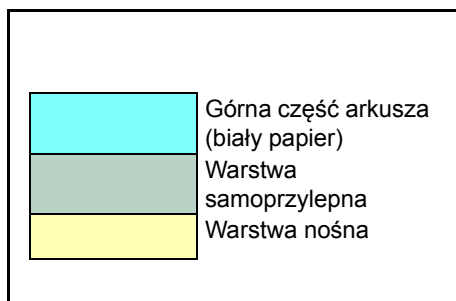 Górna część arkusza
(biały papier)
Warstwa
samoprzylepna
Warstwa nośna